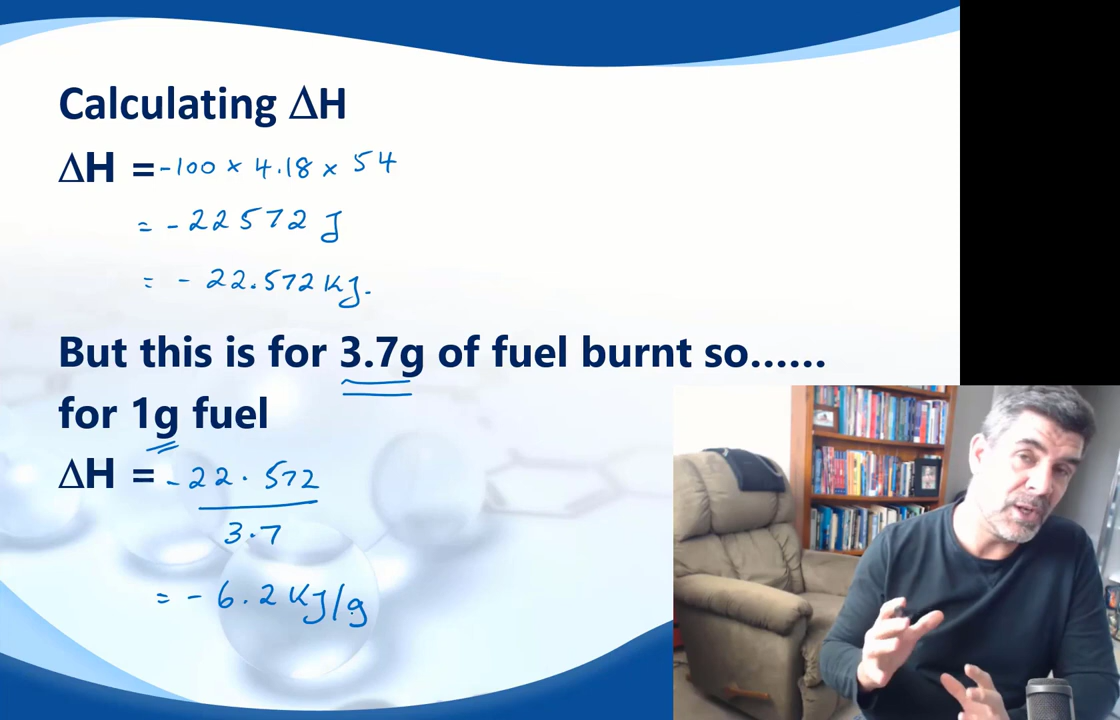 Calculating ΔH
ΔH = -100 × 4.18 × 54
= - 22572 J
= - 22.572 KJ.
But this is for 3.7g of fuel burnt so......
for 1g fuel
ΔH = - 22.572
3.7
= - 6.2 KJ/g